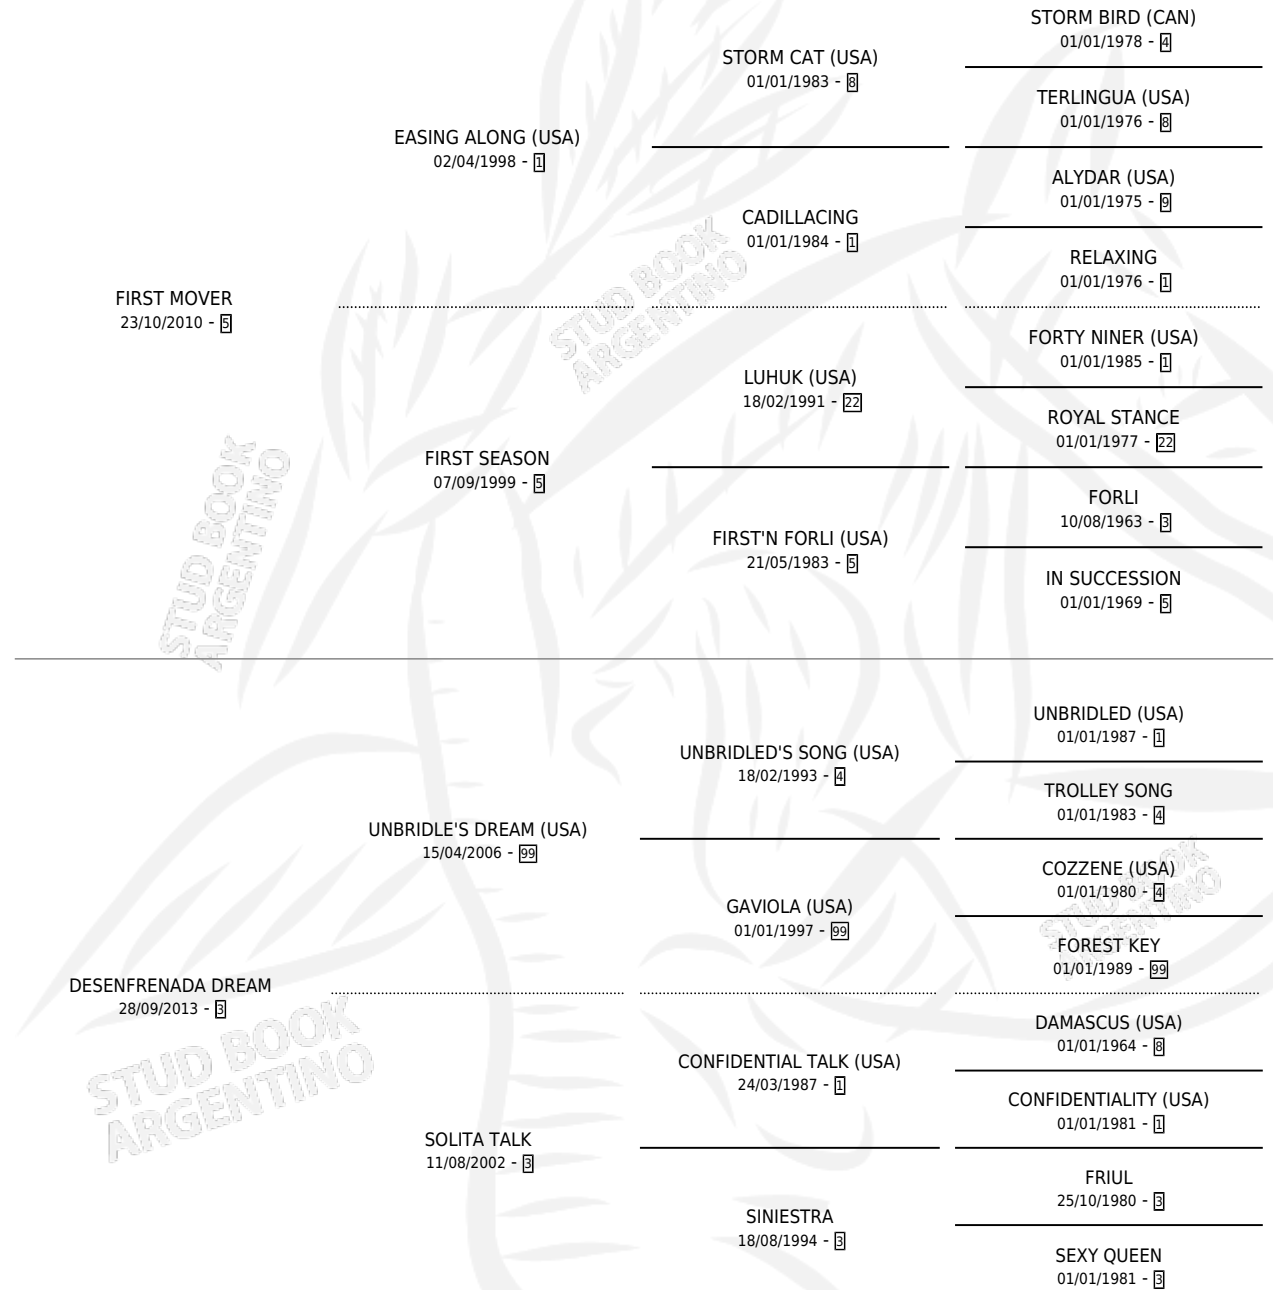 STORM BIRD (CAN)
01/01/1978 - 4
STORM CAT (USA)
01/01/1983 - 8
TERLINGUA (USA)
01/01/1976 - 8
EASING ALONG (USA)
02/04/1998 - 1
ALYDAR (USA)
01/01/1975 - 9
CADILLACING
01/01/1984 - 1
RELAXING
01/01/1976 - 1
FIRST MOVER
23/10/2010 - 5
FORTY NINER (USA)
01/01/1985 - 1
LUHUK (USA)
18/02/1991 - 22
ROYAL STANCE
01/01/1977 - 22
FIRST SEASON
07/09/1999 - 5
FORLI
10/08/1963 - 3
FIRST'N FORLI (USA)
21/05/1983 - 5
IN SUCCESSION
01/01/1969 - 5
STUD BOOK
ARGENTINO
STUD BOOK
ARGENTINO
UNBRIDLED (USA)
01/01/1987 - 1
UNBRIDLED'S SONG (USA)
18/02/1993 - 4
TROLLEY SONG
01/01/1983 - 4
UNBRIDLE'S DREAM (USA)
15/04/2006 - 99
COZZENE (USA)
01/01/1980 - 4
GAVIOLA (USA)
01/01/1997 - 99
FOREST KEY
01/01/1989 - 99
DESENFRENADA DREAM
28/09/2013 - 3
DAMASCUS (USA)
01/01/1964 - 8
CONFIDENTIAL TALK (USA)
24/03/1987 - 1
CONFIDENTIALITY (USA)
01/01/1981 - 1
SOLITA TALK
11/08/2002 - 3
FRIUL
25/10/1980 - 3
SINIESTRA
18/08/1994 - 3
SEXY QUEEN
01/01/1981 - 3
STUD BOOK
ARGENTINO
STUD BOOK
ARGENTINO